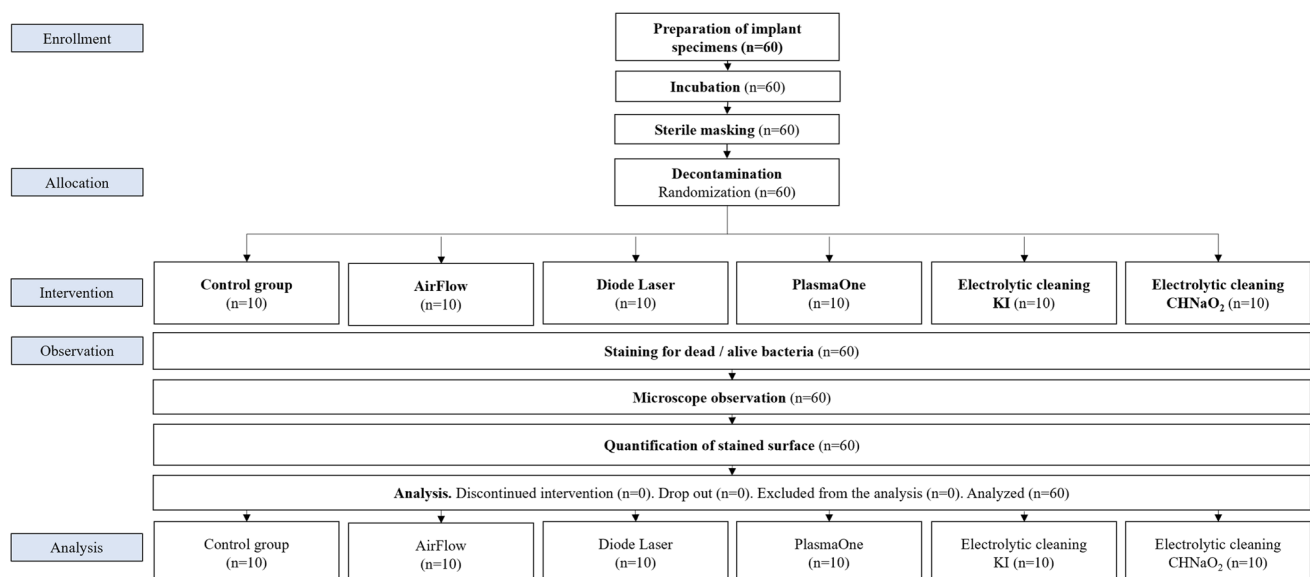 Enrollment
Preparation of implant
specimens (n=60)
Incubation (n=60)
Sterile masking (n=60)
Allocation
Decontamination
Randomization (n=60)
Intervention
Control group
(n=10)
AirFlow
(n=10)
Diode Laser
(n=10)
PlasmaOne
(n=10)
Electrolytic cleaning
KI (n=10)
Electrolytic cleaning
CHNaO₂ (n=10)
Observation
Staining for dead / alive bacteria (n=60)
Microscope observation (n=60)
Quantification of stained surface (n=60)
Analysis. Discontinued intervention (n=0). Drop out (n=0). Excluded from the analysis (n=0). Analyzed (n=60)
Analysis
Control group
(n=10)
AirFlow
(n=10)
Diode Laser
(n=10)
PlasmaOne
(n=10)
Electrolytic cleaning
KI (n=10)
Electrolytic cleaning
CHNaO₂ (n=10)